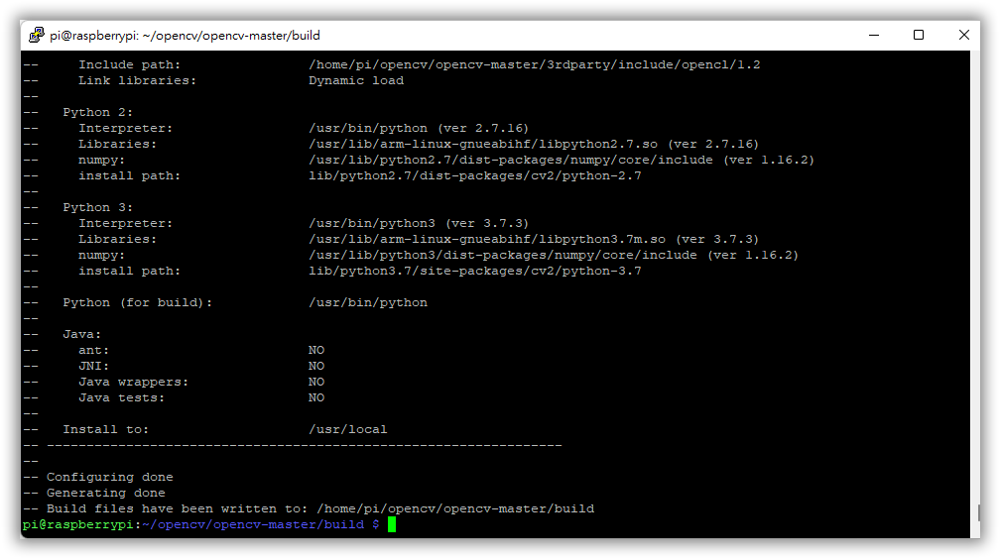 pi@raspberrypi: ~/opencv/opencv-master/build
--     Include path:                /home/pi/opencv/opencv-master/3rdparty/include/opencl/1.2
--     Link libraries:              Dynamic load
--
--   Python 2:
--     Interpreter:                 /usr/bin/python (ver 2.7.16)
--     Libraries:                   /usr/lib/arm-linux-gnueabihf/libpython2.7.so (ver 2.7.16)
--     numpy:                       /usr/lib/python2.7/dist-packages/numpy/core/include (ver 1.16.2)
--     install path:                lib/python2.7/dist-packages/cv2/python-2.7
--
--   Python 3:
--     Interpreter:                 /usr/bin/python3 (ver 3.7.3)
--     Libraries:                   /usr/lib/arm-linux-gnueabihf/libpython3.7m.so (ver 3.7.3)
--     numpy:                       /usr/lib/python3/dist-packages/numpy/core/include (ver 1.16.2)
--     install path:                lib/python3.7/site-packages/cv2/python-3.7
--
--   Python (for build):            /usr/bin/python
--
--   Java:
--     ant:                         NO
--     JNI:                         NO
--     Java wrappers:               NO
--     Java tests:                  NO
--
--   Install to:                    /usr/local
-- -----------------------------------------------------------------
--
-- Configuring done
-- Generating done
-- Build files have been written to: /home/pi/opencv/opencv-master/build
pi@raspberrypi:~/opencv/opencv-master/build $